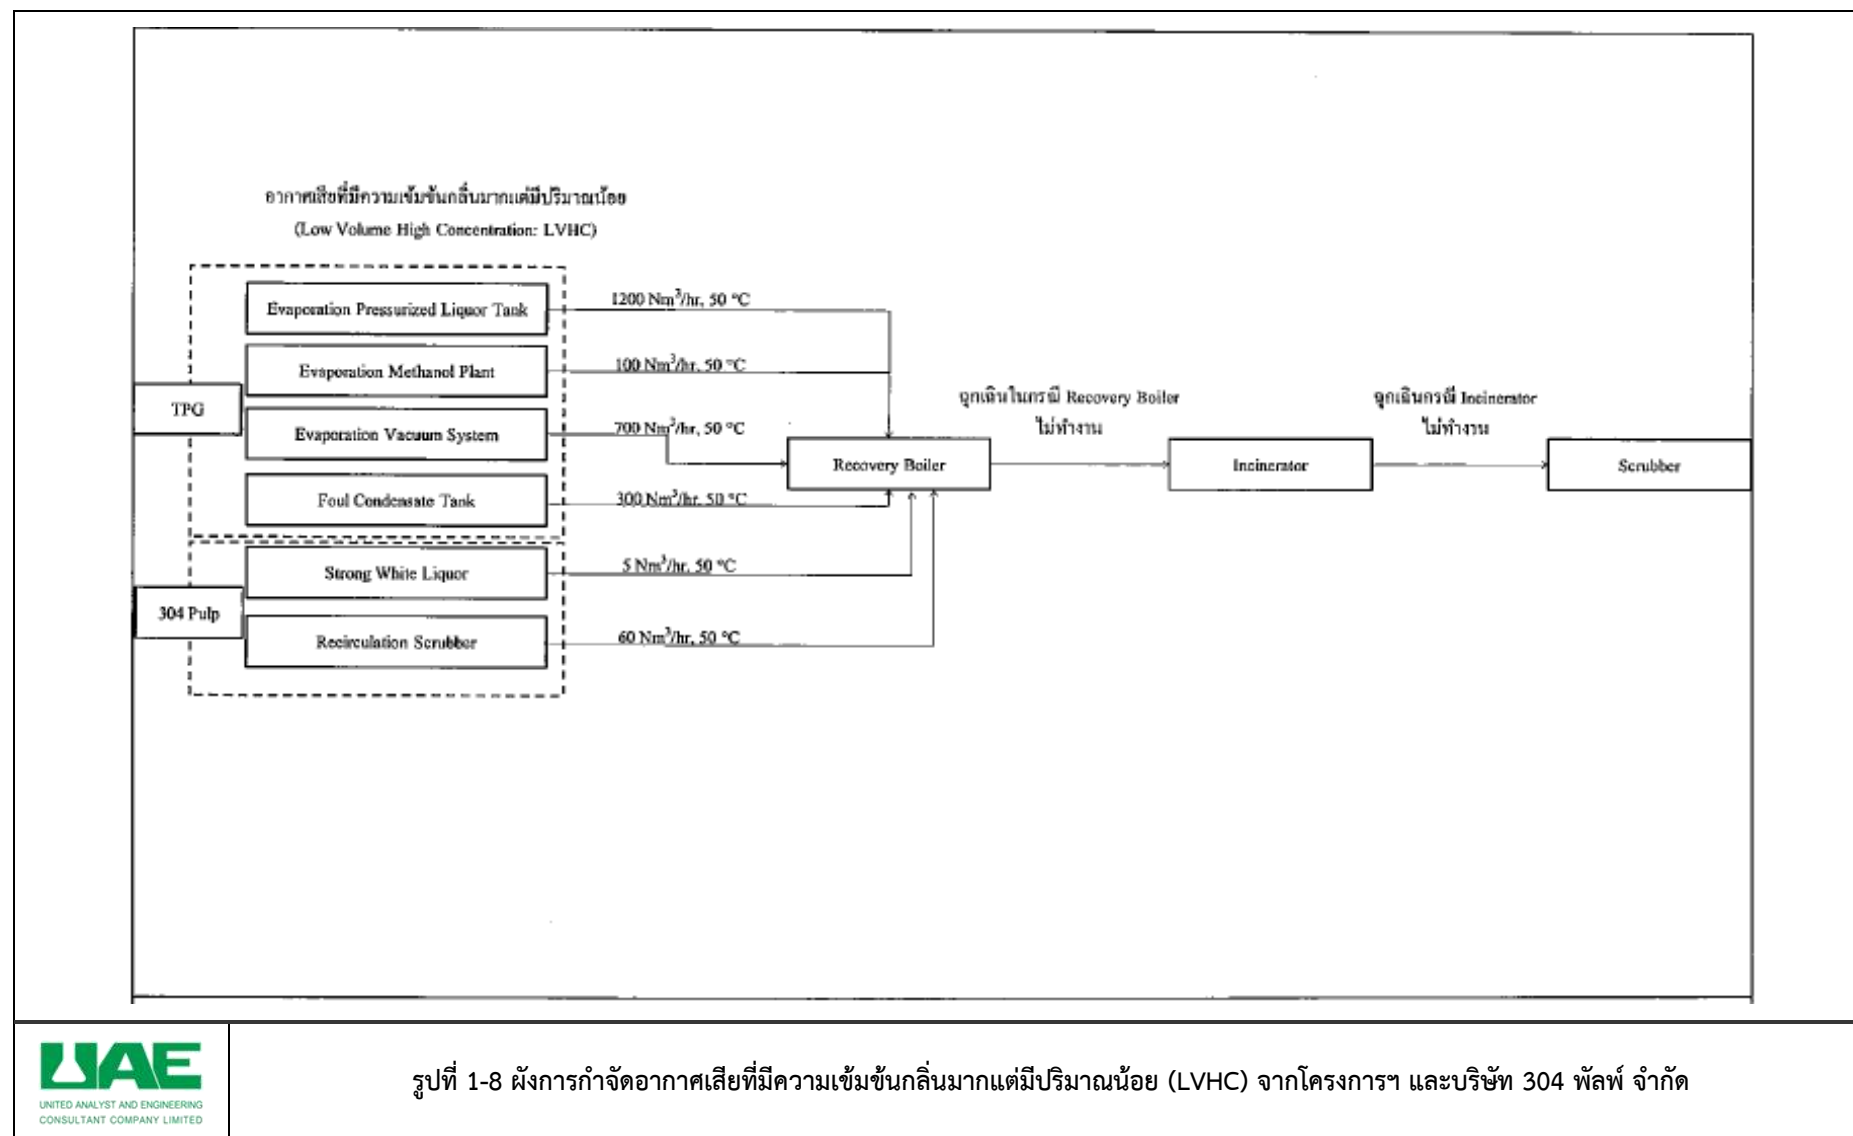 อากาศเสียที่มีความเข้มข้นกลิ่นมากแต่มีปริมาณน้อย
(Low Volume High Concentration: LVHC)
Evaporation Pressurized Liquor Tank
1200 Nm³/hr, 50 °C
Evaporation Methanol Plant
100 Nm³/hr, 50 °C
TPG
Evaporation Vacuum System
700 Nm³/hr, 50 °C
Foul Condensate Tank
300 Nm³/hr, 50 °C
Strong White Liquor
5 Nm³/hr, 50 °C
304 Pulp
Recirculation Scrubber
60 Nm³/hr, 50 °C
Recovery Boiler
ฉุกเฉินในกรณี Recovery Boiler
ไม่ทำงาน
Incinerator
ฉุกเฉินกรณี Incinerator
ไม่ทำงาน
Scrubber
UAE
UNITED ANALYST AND ENGINEERING
CONSULTANT COMPANY LIMITED
รูปที่ 1-8 ผังการกำจัดอากาศเสียที่มีความเข้มข้นกลิ่นมากแต่มีปริมาณน้อย (LVHC) จากโครงการฯ และบริษัท 304 พัลพ์ จำกัด